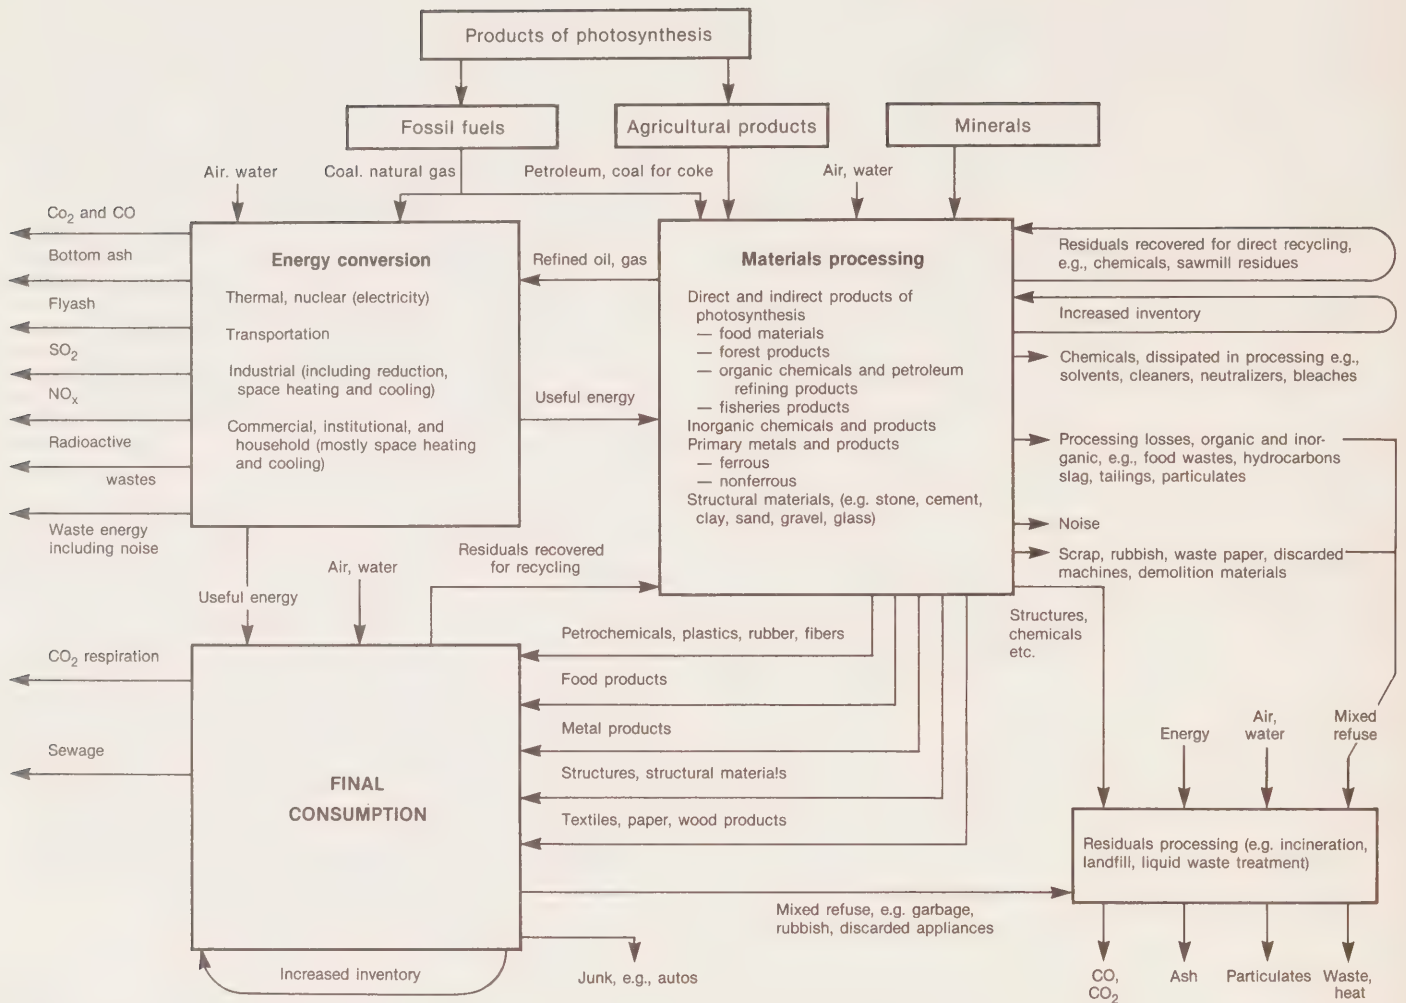 Products of photosynthesis
Fossil fuels
Agricultural products
Minerals
Air. water
Coal. natural gas
Petroleum, coal for coke
Air, water
Co₂ and CO
Bottom ash
Flyash
SO₂
NOₓ
Radioactive
wastes
Waste energy
including noise
Energy conversion
Thermal, nuclear (electricity)
Transportation
Industrial (including reduction,
space heating and cooling)
Commercial, institutional, and
household (mostly space heating
and cooling)
Refined oil, gas
Useful energy
Materials processing
Direct and indirect products of
photosynthesis
— food materials
— forest products
— organic chemicals and petroleum
refining products
— fisheries products
Inorganic chemicals and products
Primary metals and products
— ferrous
— nonferrous
Structural materials, (e.g. stone, cement,
clay, sand, gravel, glass)
Residuals recovered for direct recycling,
e.g., chemicals, sawmill residues
Increased inventory
Chemicals, dissipated in processing e.g.,
solvents, cleaners, neutralizers, bleaches
Processing losses, organic and inor-
ganic, e.g., food wastes, hydrocarbons
slag, tailings, particulates
Noise
Scrap, rubbish, waste paper, discarded
machines, demolition materials
Useful energy
Air, water
Residuals recovered
for recycling
Structures,
chemicals
etc.
CO₂ respiration
Sewage
FINAL
CONSUMPTION
Petrochemicals, plastics, rubber, fibers
Food products
Metal products
Structures, structural materials
Textiles, paper, wood products
Energy
Air,
water
Mixed
refuse
Residuals processing (e.g. incineration,
landfill, liquid waste treatment)
Mixed refuse, e.g. garbage,
rubbish, discarded appliances
Increased inventory
Junk, e.g., autos
CO,
CO₂
Ash
Particulates
Waste,
heat